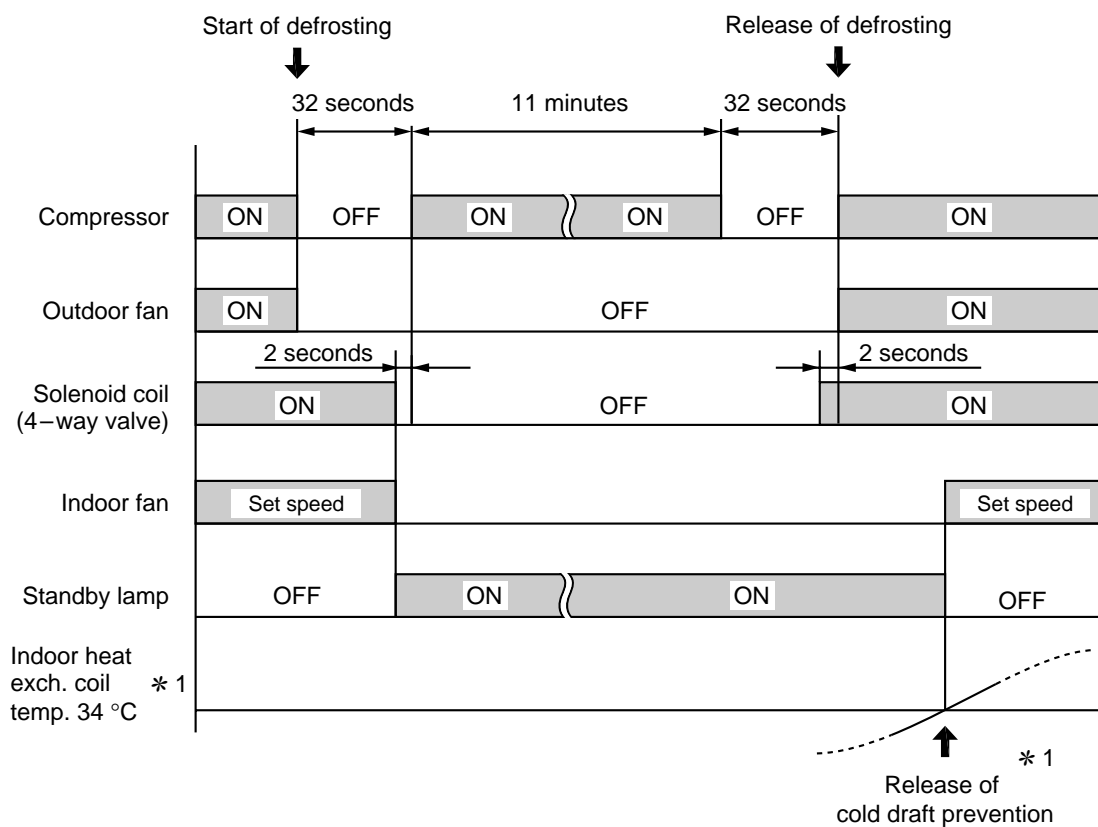 Start of defrosting
Release of defrosting
32 seconds
11 minutes
32 seconds
Compressor
ON
OFF
ON
ON
OFF
ON
Outdoor fan
ON
OFF
ON
2 seconds
2 seconds
Solenoid coil
(4–way valve)
ON
OFF
ON
Indoor fan
Set speed
Set speed
Standby lamp
OFF
ON
ON
OFF
Indoor heat
exch. coil
temp. 34 °C
* 1
* 1
Release of
cold draft prevention